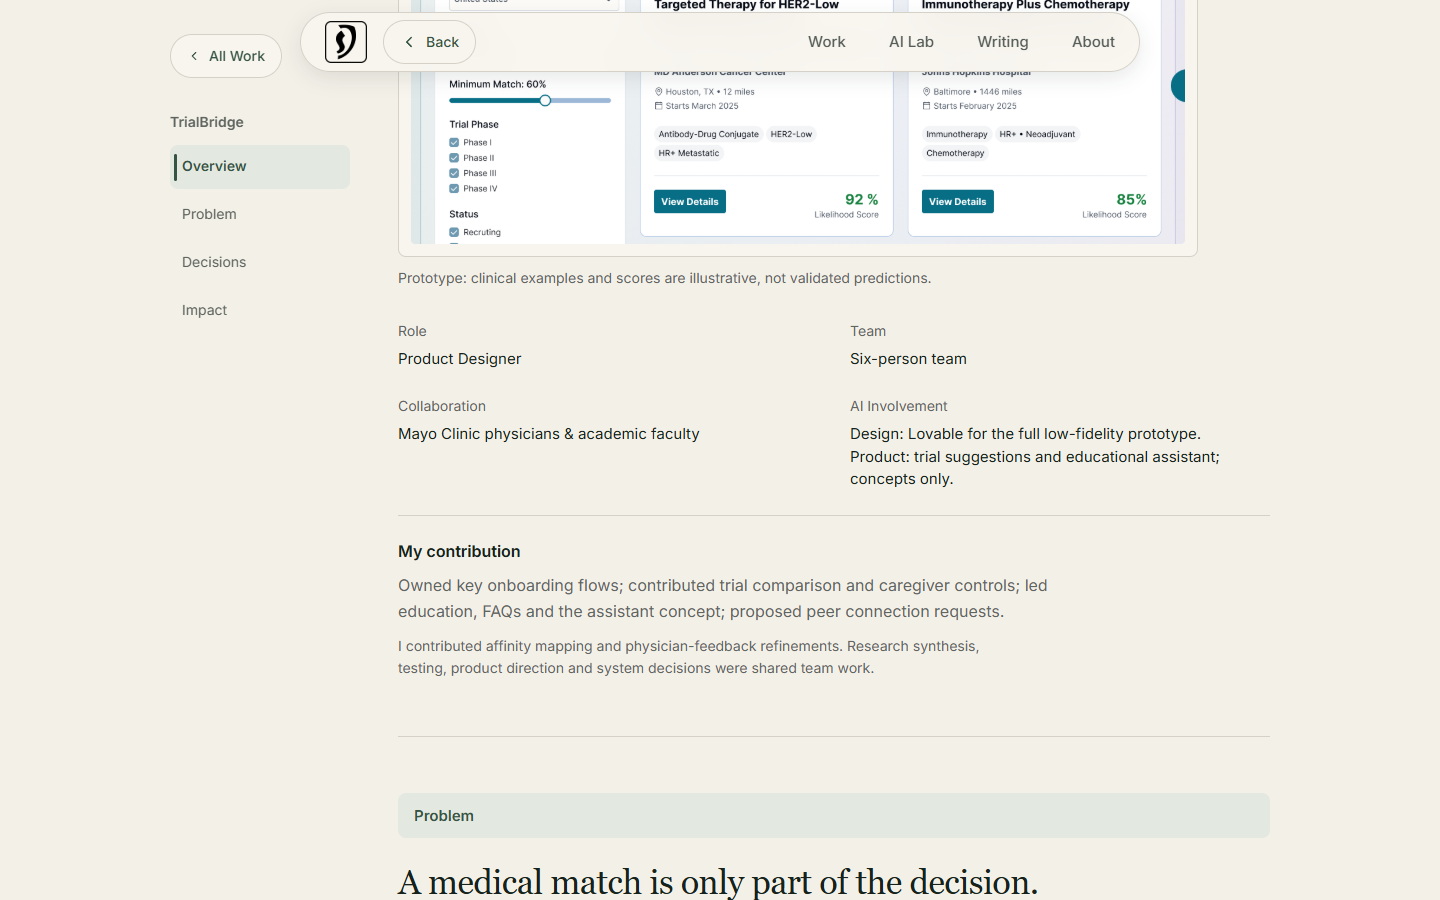 Targeted Therapy for HER2-Low
Immunotherapy Plus Chemotherapy
Back
Work
AI Lab
Writing
About
All Work
TrialBridge
Overview
Problem
Decisions
Impact
Minimum Match: 60%
Trial Phase
Phase I
Phase II
Phase III
Phase IV
Status
Recruting
MD Anderson Cancer Center
Houston, TX • 12 miles
Starts March 2025
Antibody-Drug Conjugate
HER2-Low
HR+ Metastatic
View Details
92 %
Likelihood Score
Johns Hopkins Hospital
Baltimore • 1446 miles
Starts February 2025
Immunotherapy
HR+ • Neoadjuvant
Chemotherapy
View Details
85%
Likelihood Score
Prototype: clinical examples and scores are illustrative, not validated predictions.
Role
Product Designer
Team
Six-person team
Collaboration
Mayo Clinic physicians & academic faculty
AI Involvement
Design: Lovable for the full low-fidelity prototype.
Product: trial suggestions and educational assistant;
concepts only.
My contribution
Owned key onboarding flows; contributed trial comparison and caregiver controls; led
education, FAQs and the assistant concept; proposed peer connection requests.
I contributed affinity mapping and physician-feedback refinements. Research synthesis,
testing, product direction and system decisions were shared team work.
Problem
A medical match is only part of the decision.